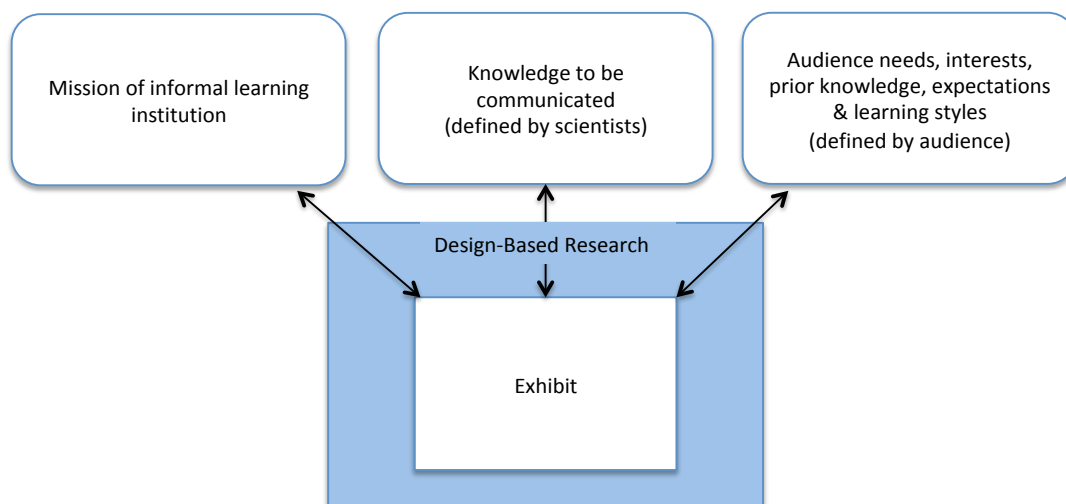 Mission of informal learning
institution
Knowledge to be
communicated
(defined by scientists)
Audience needs, interests,
prior knowledge, expectations
& learning styles
(defined by audience)
Design-Based Research
Exhibit